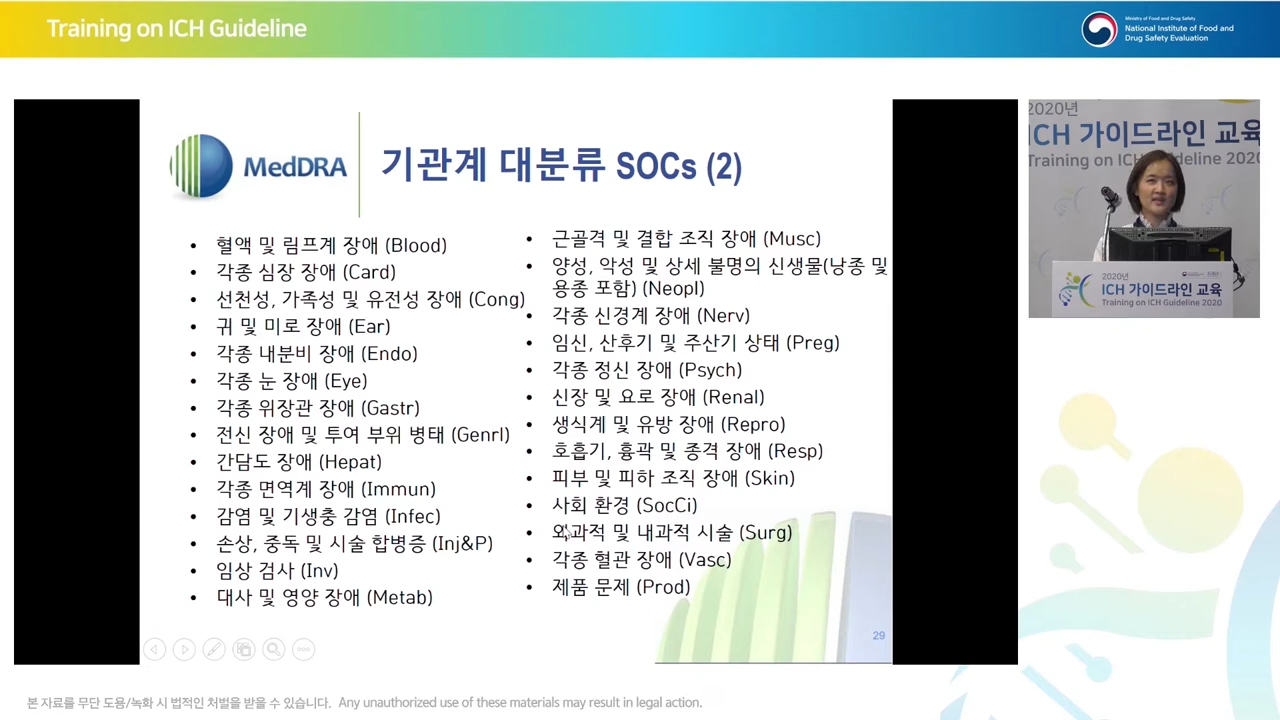 Training on ICH Guideline
Ministry of Food and Drug Safety
National Institute of Food and
Drug Safety Evaluation
MedDRA
기관계 대분류 SOCs (2)
• 혈액 및 림프계 장애 (Blood)
• 각종 심장 장애 (Card)
• 선천성, 가족성 및 유전성 장애 (Cong)
• 귀 및 미로 장애 (Ear)
• 각종 내분비 장애 (Endo)
• 각종 눈 장애 (Eye)
• 각종 위장관 장애 (Gastr)
• 전신 장애 및 투여 부위 병태 (Genrl)
• 간담도 장애 (Hepat)
• 각종 면역계 장애 (Immun)
• 감염 및 기생충 감염 (Infec)
• 손상, 중독 및 시술 합병증 (Inj&P)
• 임상 검사 (Inv)
• 대사 및 영양 장애 (Metab)
• 근골격 및 결합 조직 장애 (Musc)
• 양성, 악성 및 상세 불명의 신생물(낭종 및
용종 포함) (Neopl)
• 각종 신경계 장애 (Nerv)
• 임신, 산후기 및 주산기 상태 (Preg)
• 각종 정신 장애 (Psych)
• 신장 및 요로 장애 (Renal)
• 생식계 및 유방 장애 (Repro)
• 호흡기, 흉곽 및 종격 장애 (Resp)
• 피부 및 피하 조직 장애 (Skin)
• 사회 환경 (SocCi)
• 외과적 및 내과적 시술 (Surg)
• 각종 혈관 장애 (Vasc)
• 제품 문제 (Prod)
29
2020년
ICH 가이드라인 교육
Training on ICH Guideline 2020
2020년
ICH 가이드라인 교육
Training on ICH Guideline 2020
본 자료를 무단 도용/녹화 시 법적인 처벌을 받을 수 있습니다. Any unauthorized use of these materials may result in legal action.